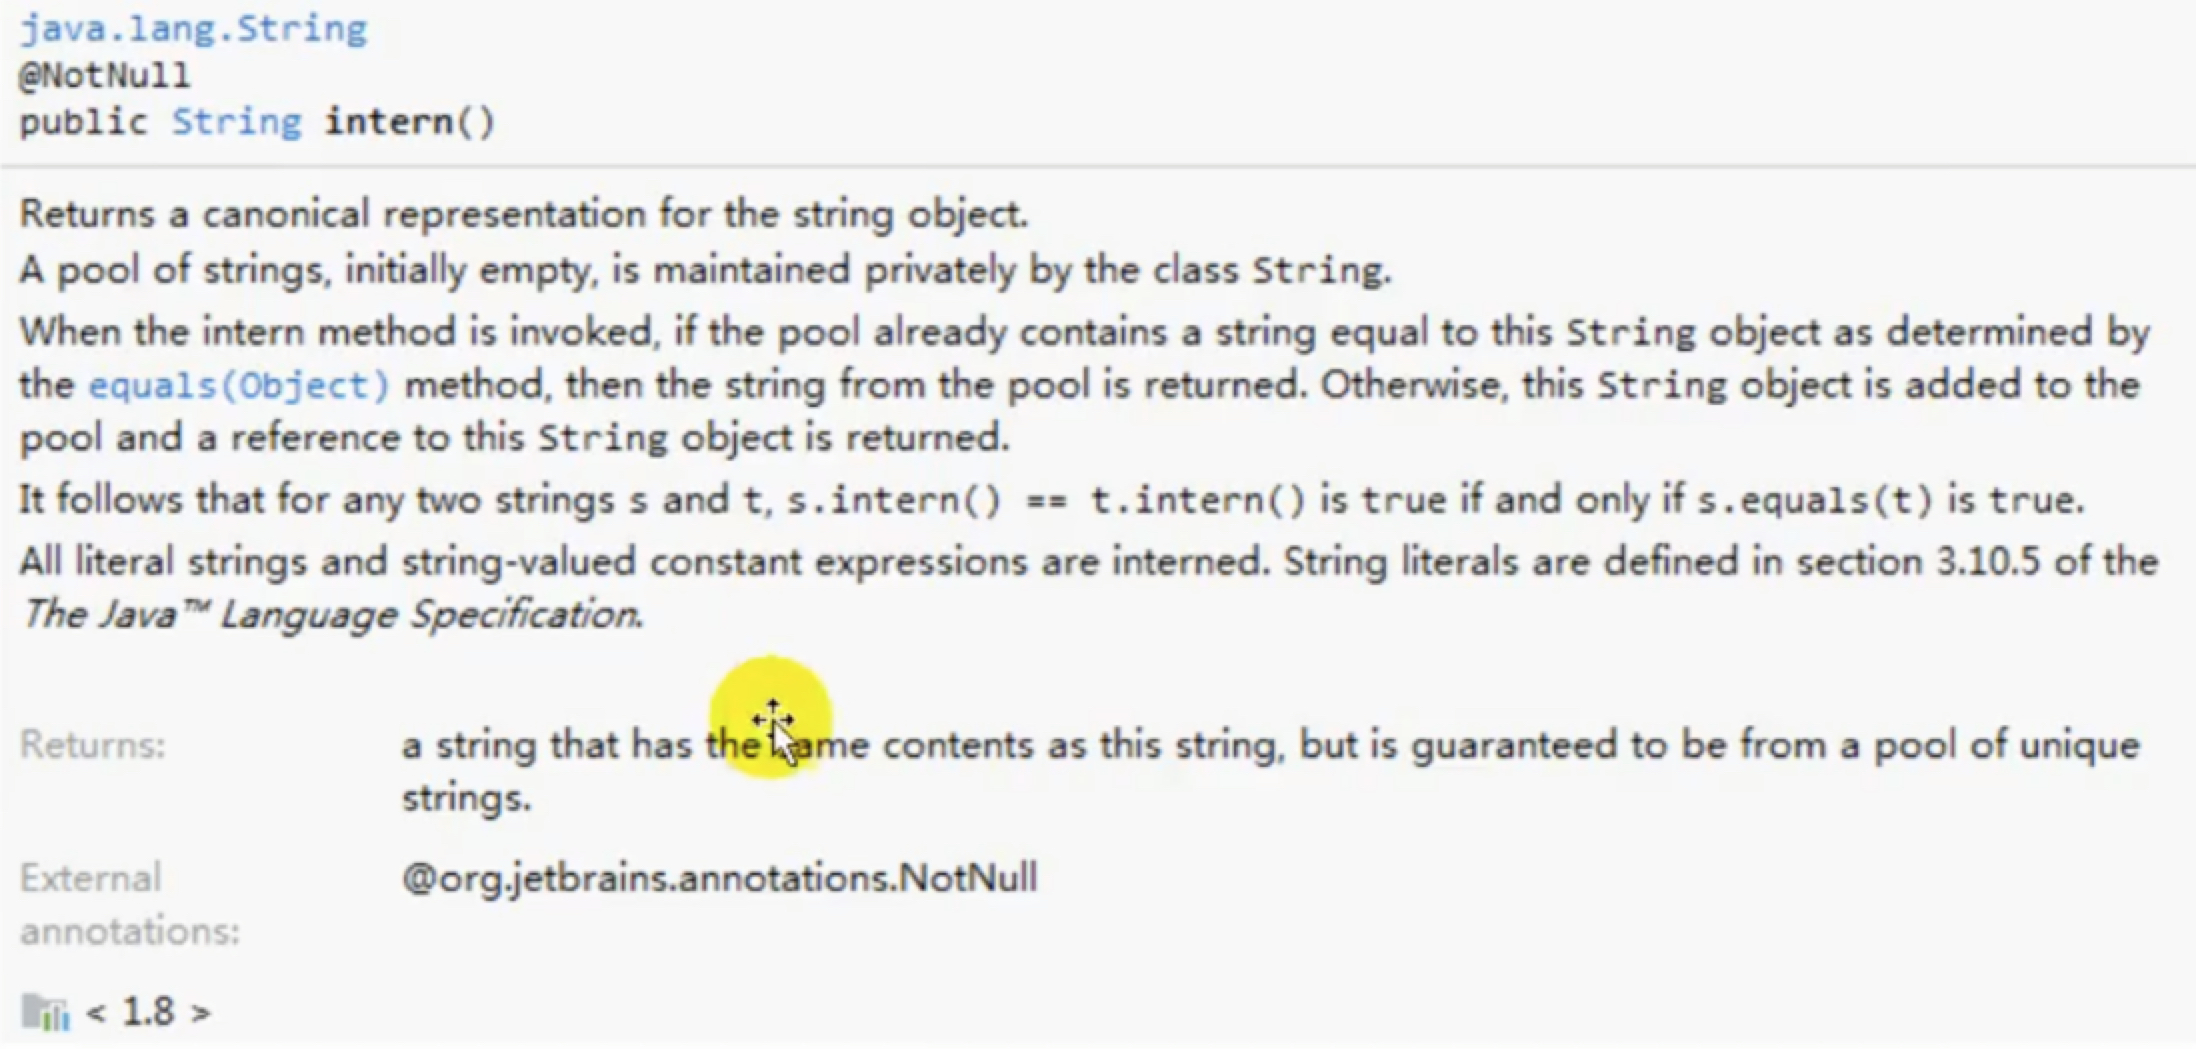 java.lang.String
@NotNull
public String intern()
Returns a canonical representation for the string object.
A pool of strings, initially empty, is maintained privately by the class String.
When the intern method is invoked, if the pool already contains a string equal to this String object as determined by
the equals(Object) method, then the string from the pool is returned. Otherwise, this String object is added to the
pool and a reference to this String object is returned.
It follows that for any two strings s and t, s.intern() == t.intern() is true if and only if s.equals(t) is true.
All literal strings and string-valued constant expressions are interned. String literals are defined in section 3.10.5 of the
The Java™ Language Specification.
Returns: a string that has the same contents as this string, but is guaranteed to be from a pool of unique
strings.
External @org.jetbrains.annotations.NotNull
annotations:
< 1.8 >